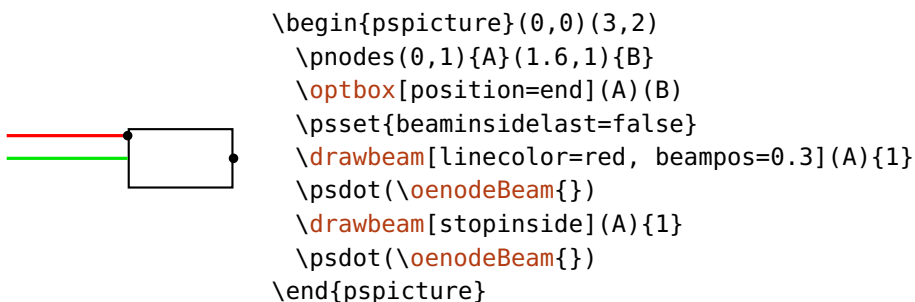 \begin{pspicture}(0,0)(3,2)
\pnodes(0,1){A}(1.6,1){B}
\optbox[position=end](A)(B)
\psset{beaminsidelast=false}
\drawbeam[linecolor=red, beampos=0.3](A){1}
\psdot(\oenodeBeam{})
\drawbeam[stopinside](A){1}
\psdot(\oenodeBeam{})
\end{pspicture}